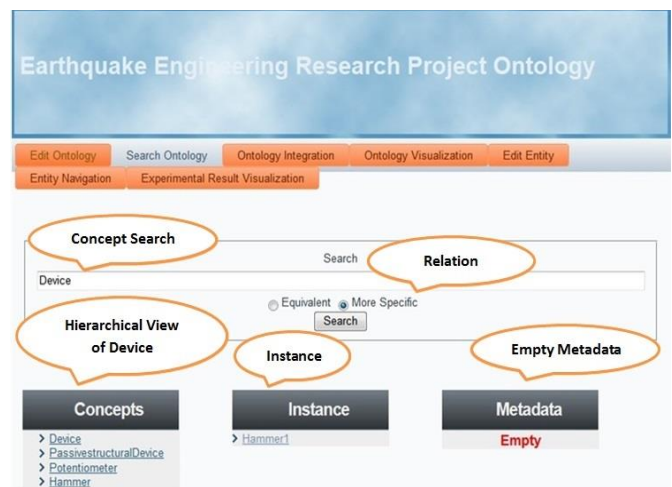 Earthquake Engineering Research Project Ontology
Edit Ontology Search Ontology Ontology Integration Ontology Visualization Edit Entity
Entity Navigation Experimental Result Visualization
Concept Search
Search
Relation
Device
Equivalent More Specific
Search
Hierarchical View
of Device
Instance
Empty Metadata
Concepts
Instance
Metadata
Device
PassivestructuralDevice
Potentiometer
Hammer
Hammer1
Empty